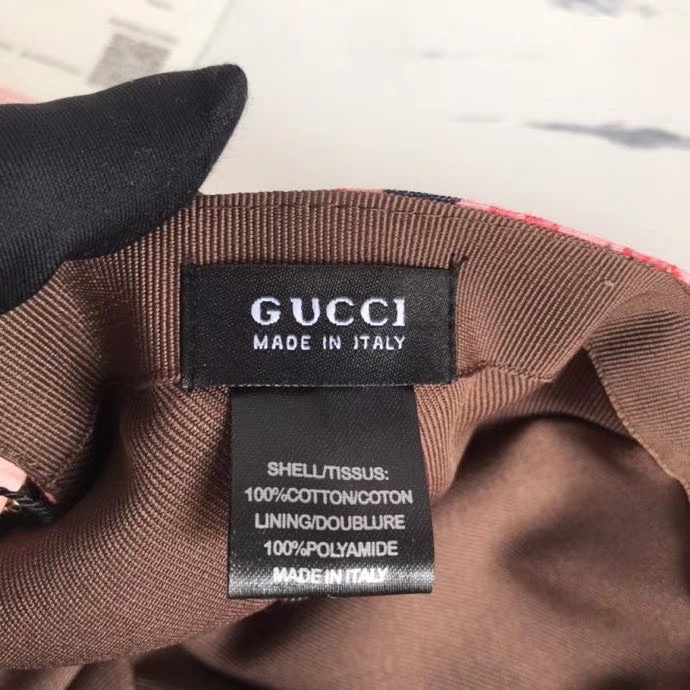 GUCCI
MADE IN ITALY
SHELL/TISSUS:
100%COTTON/COTON
LINING/DOUBLURE
100%POLYAMIDE
MADE IN ITALY